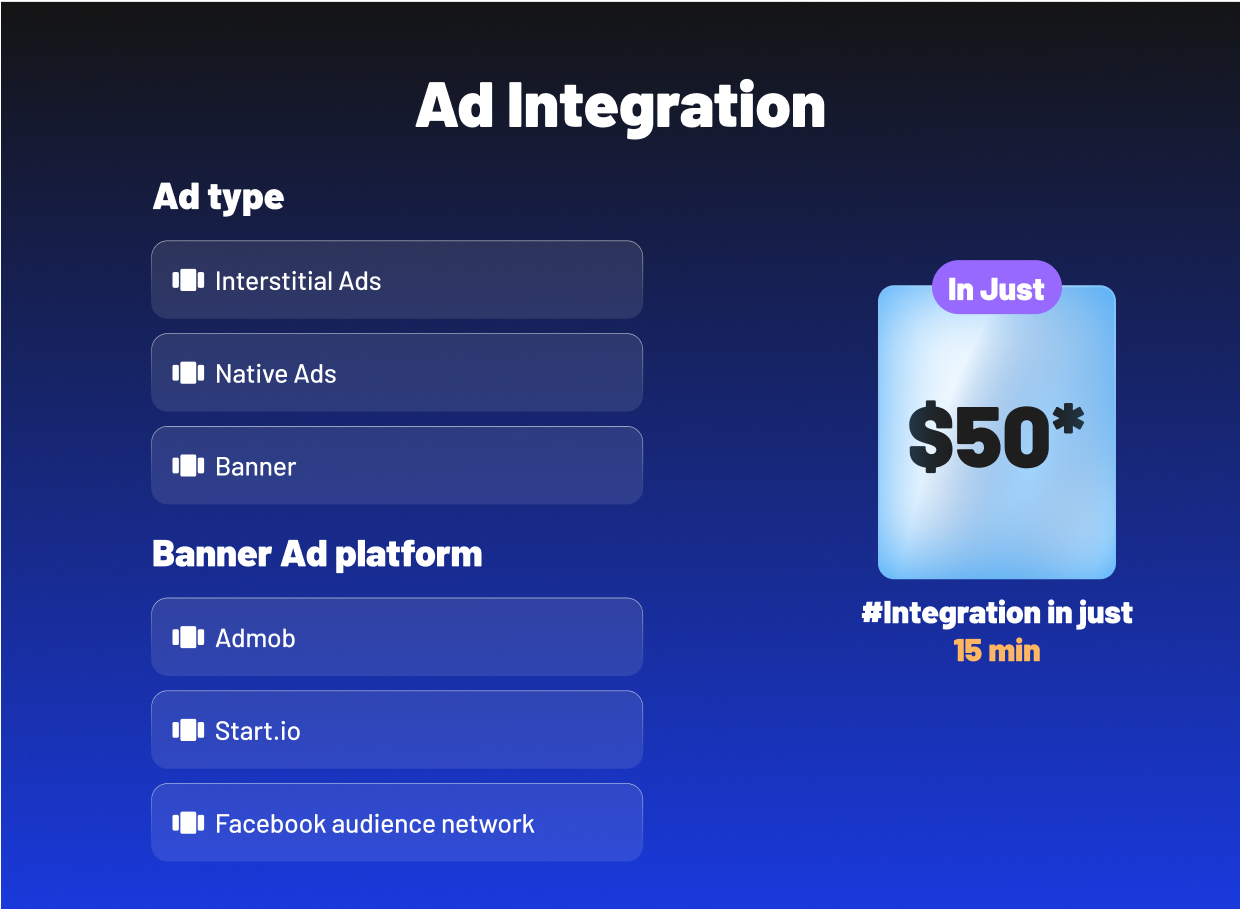 Ad Integration
Ad type
Interstitial Ads
Native Ads
Banner
Banner Ad platform
Admob
Start.io
Facebook audience network
In Just
$50*
#Integration in just
15 min